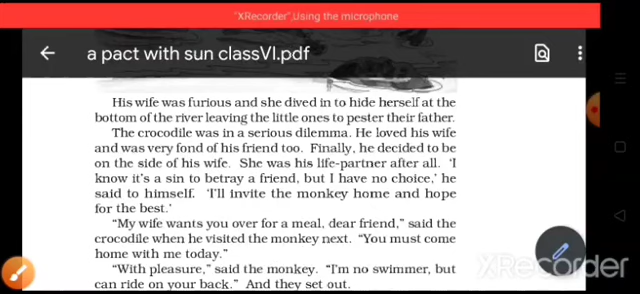 "XRecorder",Using the microphone
a pact with sun classVI.pdf
His wife was furious and she dived in to hide herself at the
bottom of the river leaving the little ones to pester their father.
The crocodile was in a serious dilemma. He loved his wife
and was very fond of his friend too. Finally, he decided to be
on the side of his wife. She was his life-partner after all. ‘I
know it’s a sin to betray a friend, but I have no choice,’ he
said to himself. ‘I’ll invite the monkey home and hope
for the best.’
“My wife wants you over for a meal, dear friend,” said the
crocodile when he visited the monkey next. “You must come
home with me today.”
“With pleasure,” said the monkey. “I’m no swimmer, but
can ride on your back.” And they set out.
XRecorder